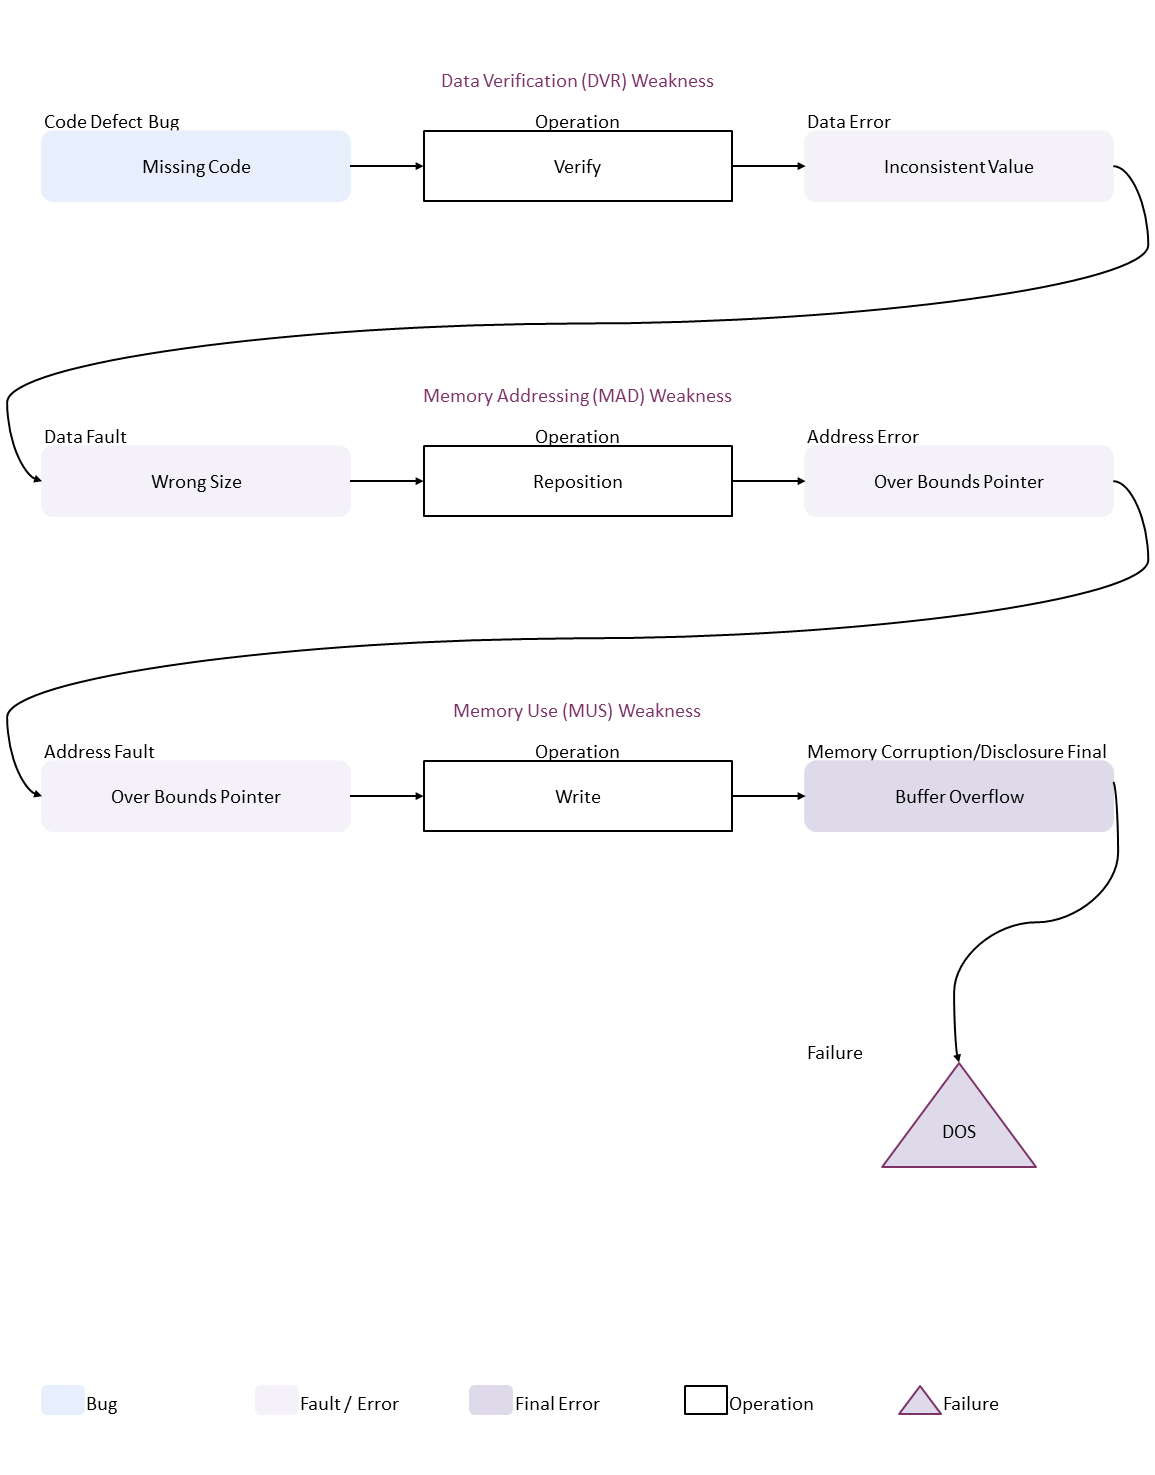 Data Verification (DVR) Weakness
Code Defect Bug
Operation
Data Error
Missing Code
Verify
Inconsistent Value
Memory Addressing (MAD) Weakness
Data Fault
Operation
Address Error
Wrong Size
Reposition
Over Bounds Pointer
Memory Use (MUS) Weakness
Address Fault
Operation
Memory Corruption/Disclosure Final
Over Bounds Pointer
Write
Buffer Overflow
Failure
DOS
Bug
Fault / Error
Final Error
Operation
Failure